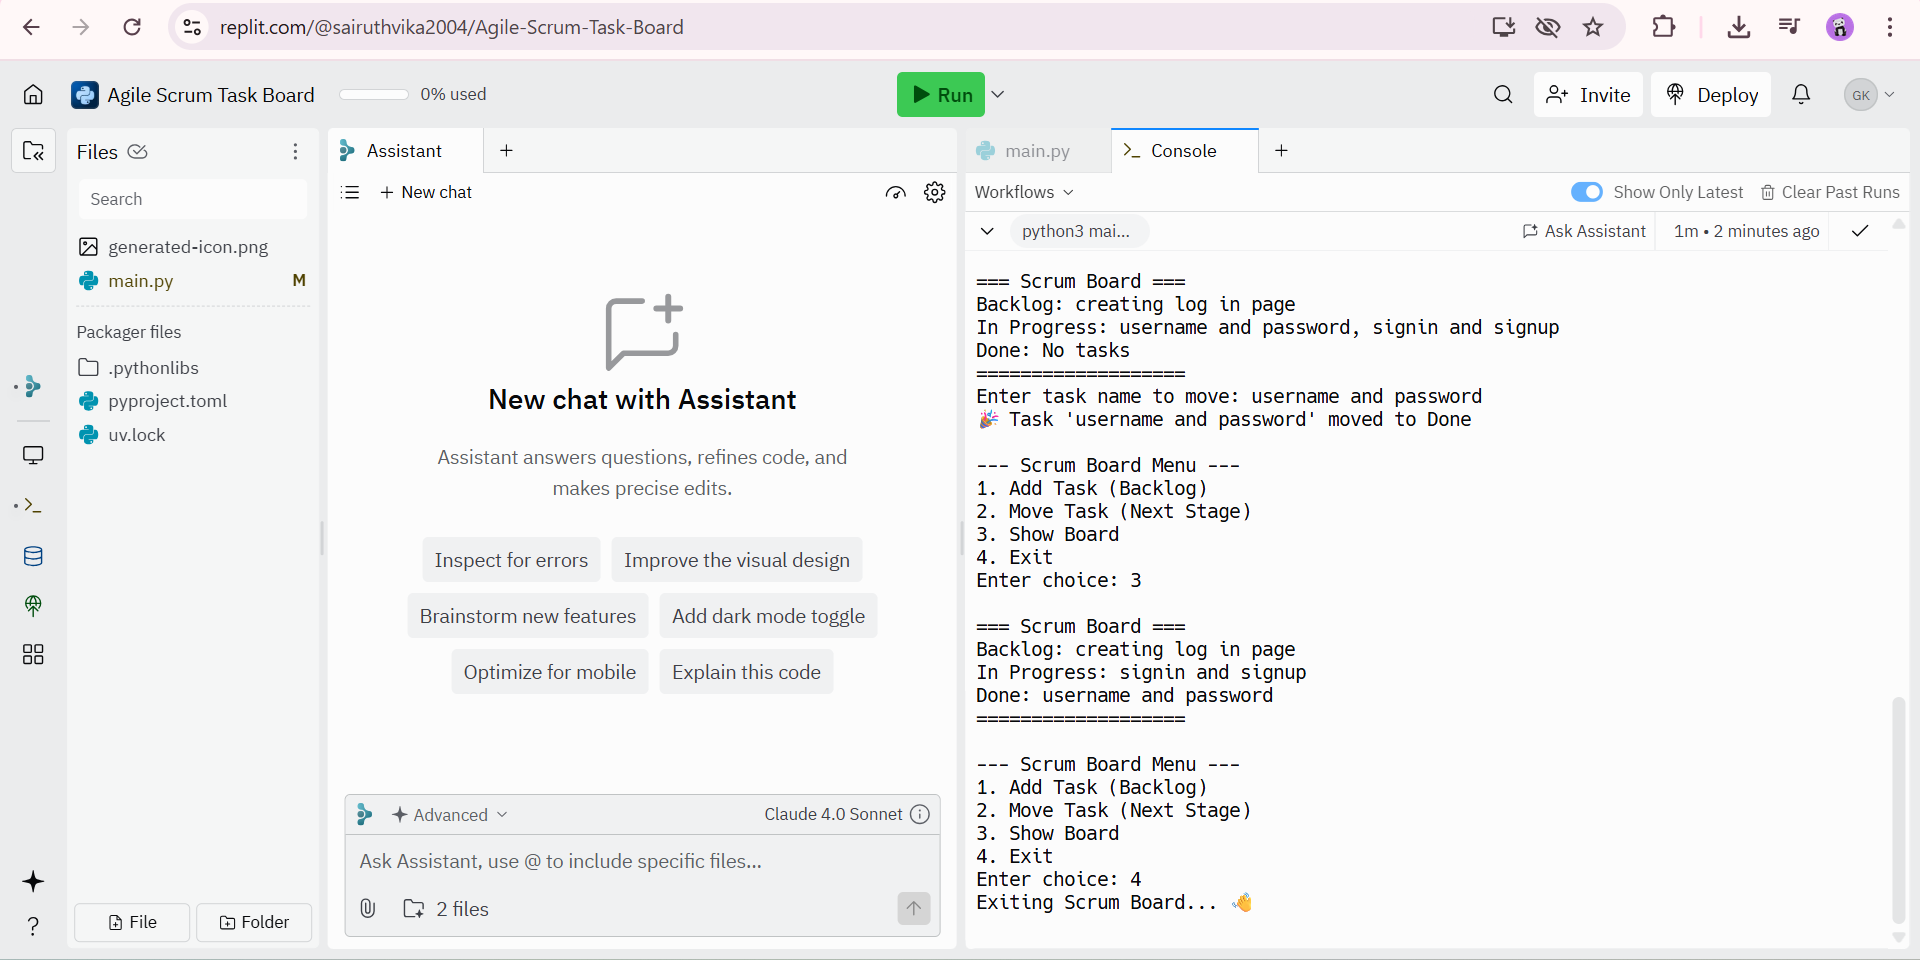 replit.com/@sairuthvika2004/Agile-Scrum-Task-Board
Agile Scrum Task Board
0% used
Run
Invite
Deploy
GK
Files
Search
generated-icon.png
main.py M
Packager files
.pythonlibs
pyproject.toml
uv.lock
File
Folder
Assistant
New chat
New chat with Assistant
Assistant answers questions, refines code, and
makes precise edits.
Inspect for errors
Improve the visual design
Brainstorm new features
Add dark mode toggle
Optimize for mobile
Explain this code
Advanced
Claude 4.0 Sonnet
Ask Assistant, use @ to include specific files...
2 files
main.py
Console
Workflows
Show Only Latest
Clear Past Runs
python3 mai...
Ask Assistant
1m • 2 minutes ago
=== Scrum Board ===
Backlog: creating log in page
In Progress: username and password, signin and signup
Done: No tasks
===================
Enter task name to move: username and password
🎉 Task 'username and password' moved to Done
--- Scrum Board Menu ---
1. Add Task (Backlog)
2. Move Task (Next Stage)
3. Show Board
4. Exit
Enter choice: 3
=== Scrum Board ===
Backlog: creating log in page
In Progress: signin and signup
Done: username and password
===================
--- Scrum Board Menu ---
1. Add Task (Backlog)
2. Move Task (Next Stage)
3. Show Board
4. Exit
Enter choice: 4
Exiting Scrum Board... 👋